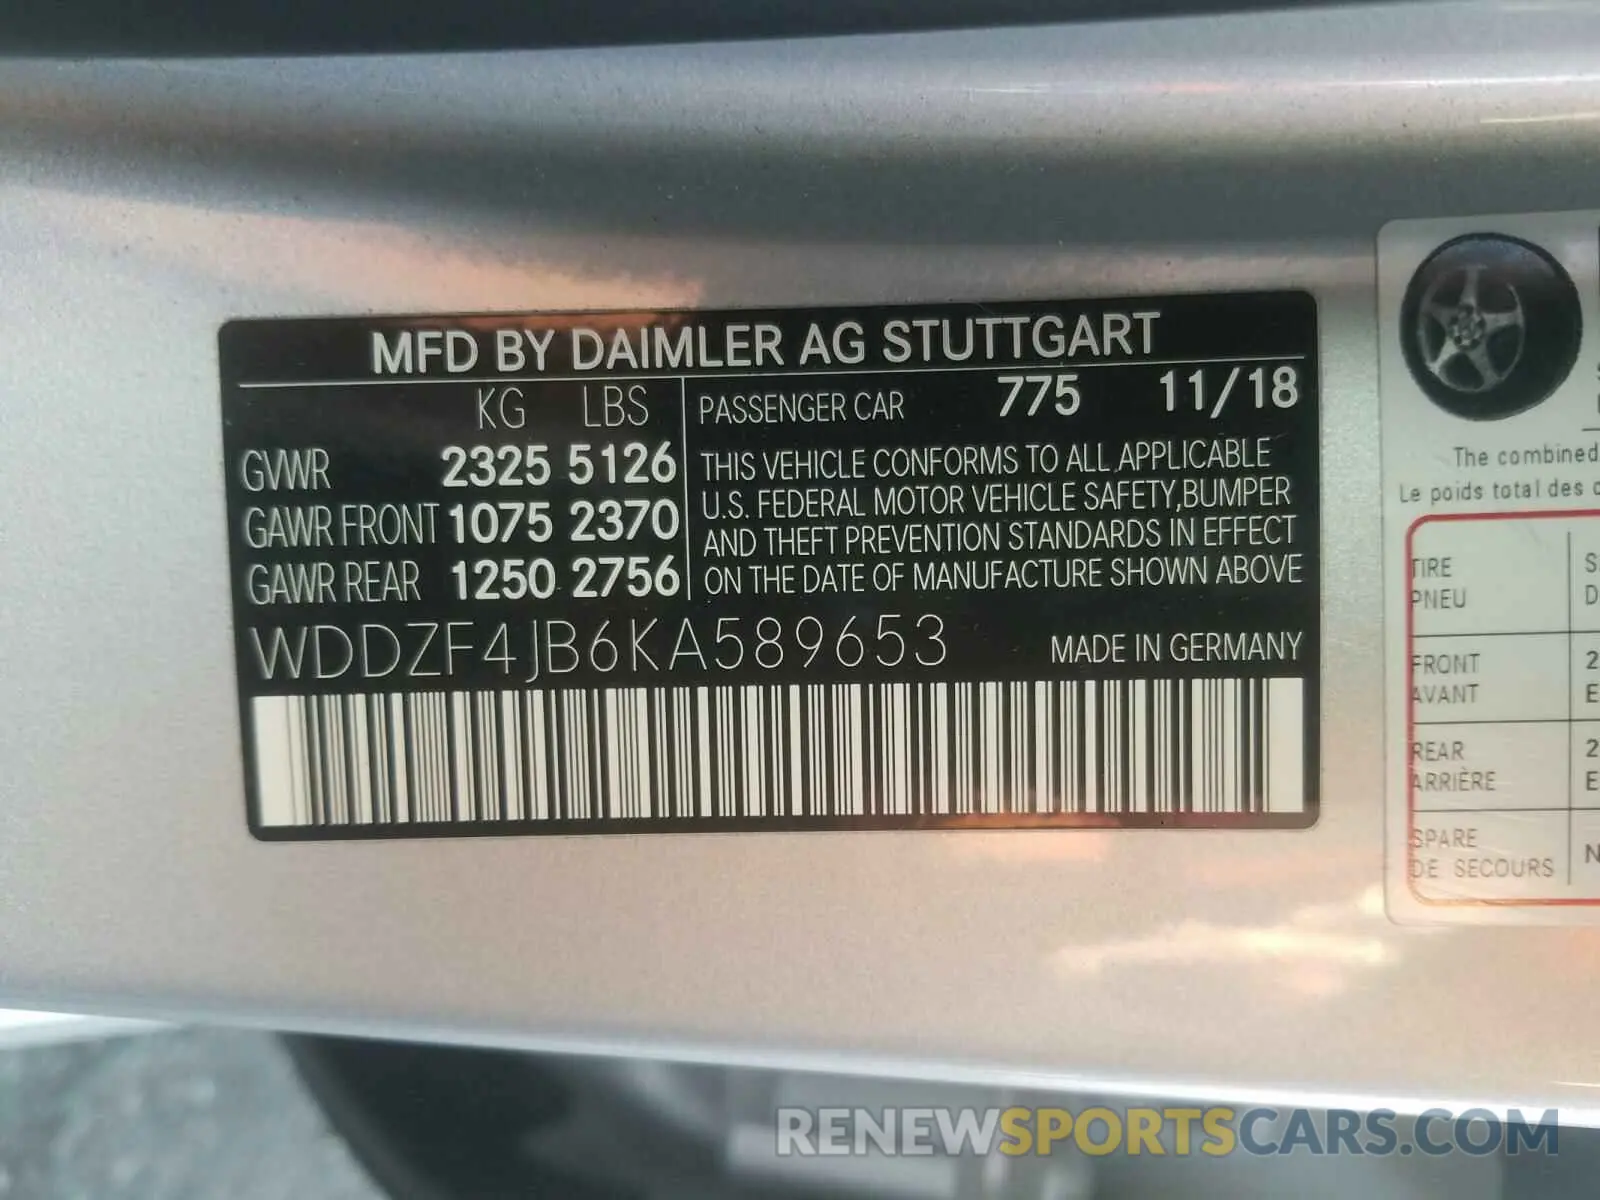 MFD BY DAIMLER AG STUTTGART
KG LBS
GVWR 2325 5126
GAWR FRONT 1075 2370
GAWR REAR 1250 2756
PASSENGER CAR 775 11/18
THIS VEHICLE CONFORMS TO ALL APPLICABLE
U.S. FEDERAL MOTOR VEHICLE SAFETY,BUMPER
AND THEFT PREVENTION STANDARDS IN EFFECT
ON THE DATE OF MANUFACTURE SHOWN ABOVE
WDDZF4JB6KA589653 MADE IN GERMANY
The combined
Le poids total des
TIRE
PNEU
FRONT
AVANT
REAR
ARRIÈRE
SPARE
DE SECOURS
RENEWSPORTSCARS.COM